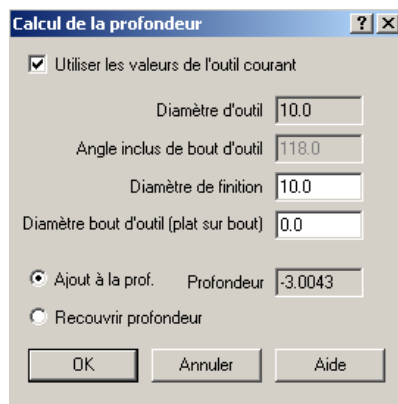 Calcul de la profondeur
Utiliser les valeurs de l'outil courant
Diamètre d'outil 10.0
Angle inclus de bout d'outil 118.0
Diamètre de finition 10.0
Diamètre bout d'outil (plat sur bout) 0.0
Ajout à la prof. Profondeur -3.0043
Recouvrir profondeur
OK Annuler Aide